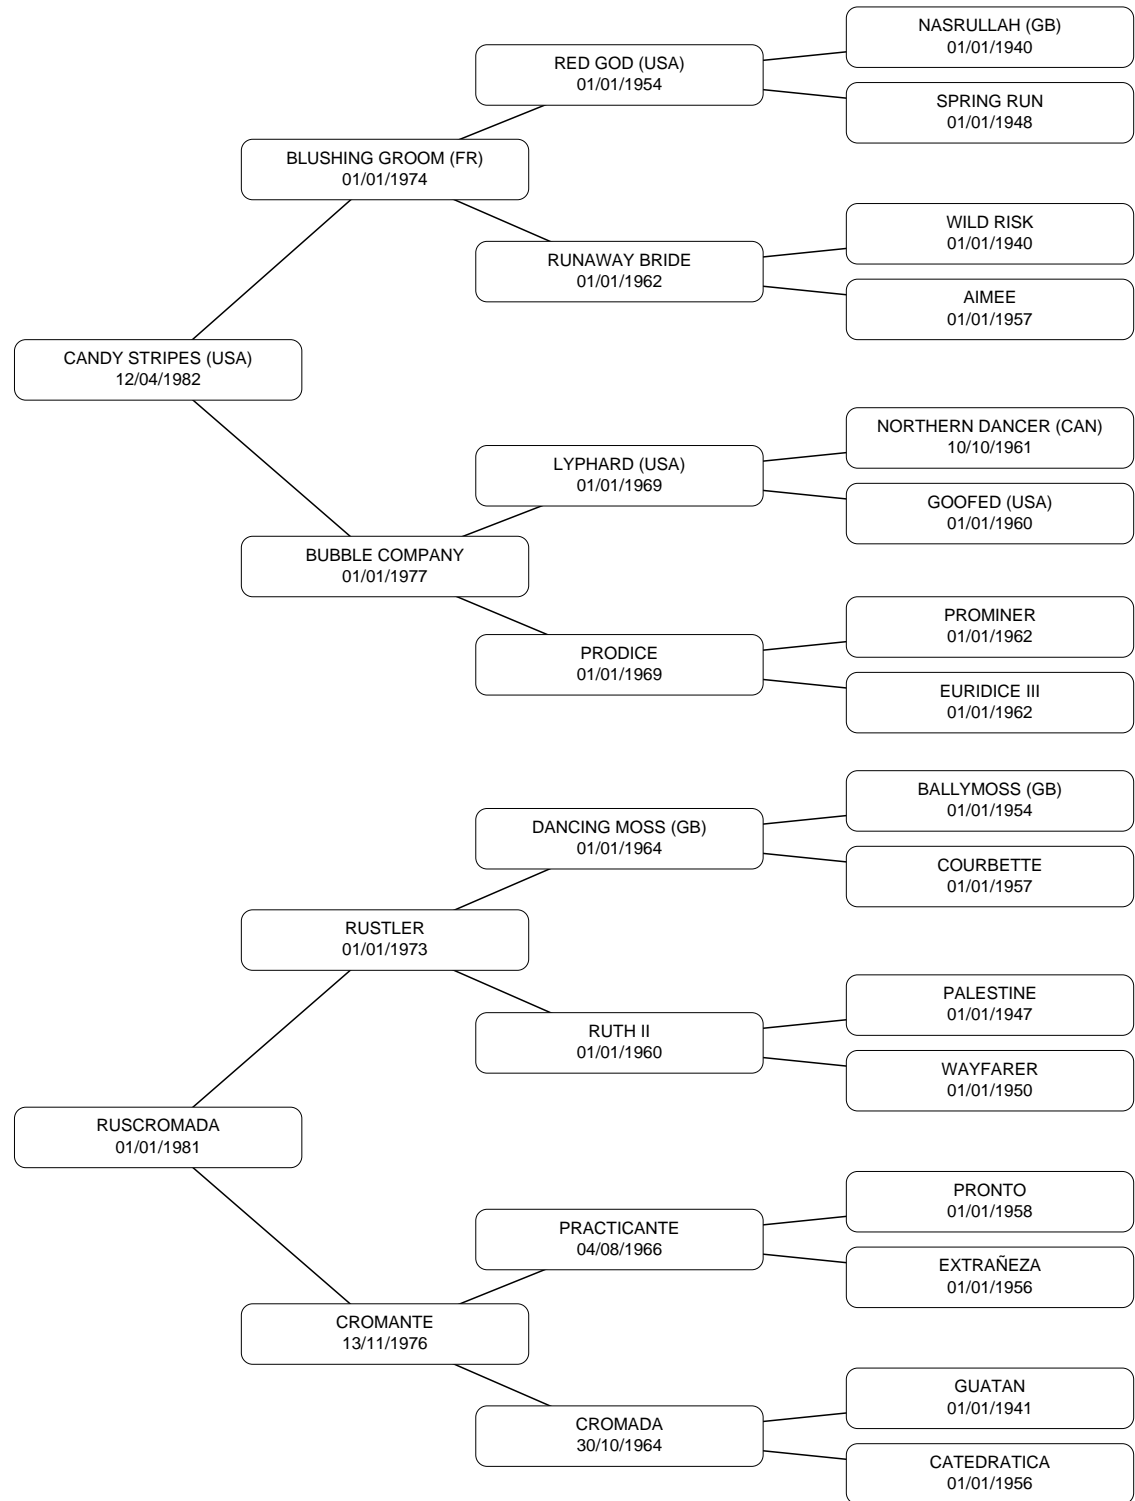 NASRULLAH (GB)
01/01/1940
RED GOD (USA)
01/01/1954
SPRING RUN
01/01/1948
BLUSHING GROOM (FR)
01/01/1974
WILD RISK
01/01/1940
RUNAWAY BRIDE
01/01/1962
AIMEE
01/01/1957
CANDY STRIPES (USA)
12/04/1982
NORTHERN DANCER (CAN)
10/10/1961
LYPHARD (USA)
01/01/1969
GOOFED (USA)
01/01/1960
BUBBLE COMPANY
01/01/1977
PROMINER
01/01/1962
PRODICE
01/01/1969
EURIDICE III
01/01/1962
BALLYMOSS (GB)
01/01/1954
DANCING MOSS (GB)
01/01/1964
COURBETTE
01/01/1957
RUSTLER
01/01/1973
PALESTINE
01/01/1947
RUTH II
01/01/1960
WAYFARER
01/01/1950
RUSCROMADA
01/01/1981
PRONTO
01/01/1958
PRACTICANTE
04/08/1966
EXTRAÑEZA
01/01/1956
CROMANTE
13/11/1976
GUATAN
01/01/1941
CROMADA
30/10/1964
CATEDRATICA
01/01/1956